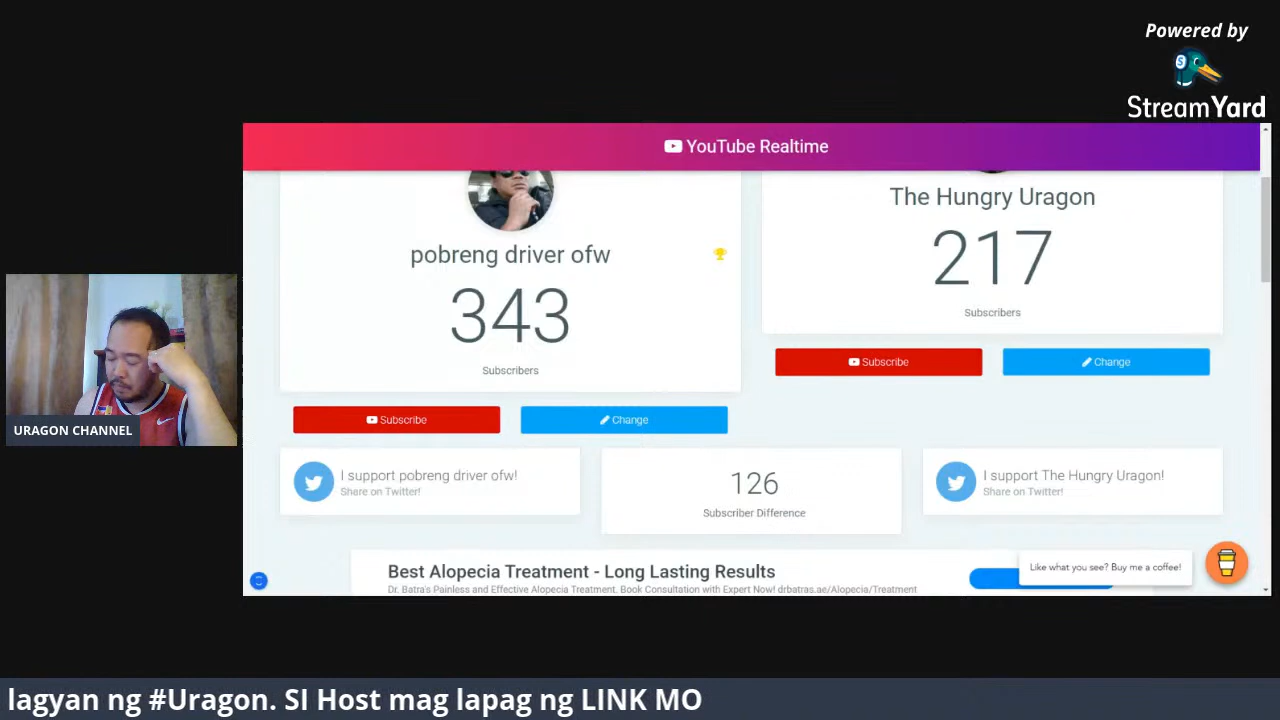 Powered by
StreamYard
YouTube Realtime
pobreng driver ofw
343
Subscribers
Subscribe
Change
The Hungry Uragon
217
Subscribers
Subscribe
Change
URAGON CHANNEL
I support pobreng driver ofw!
Share on Twitter!
126
Subscriber Difference
I support The Hungry Uragon!
Share on Twitter!
Best Alopecia Treatment - Long Lasting Results
Dr. Batra's Painless and Effective Alopecia Treatment. Book Consultation with Expert Now! drbatras.ae/Alopecia/Treatment
Like what you see? Buy me a coffee!
lagyan ng #Uragon. SI Host mag lapag ng LINK MO